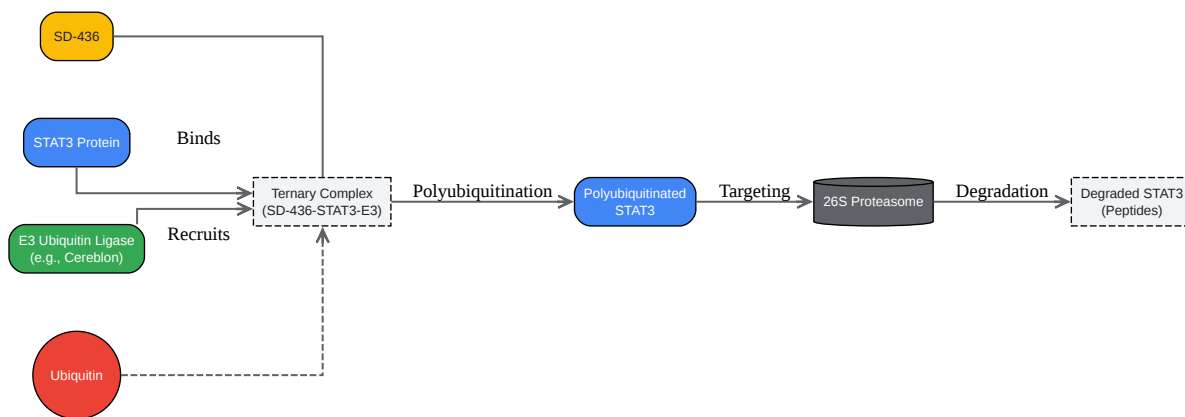 SD-436
STAT3 Protein
Binds
E3 Ubiquitin Ligase
(e.g., Cereblon)
Recruits
Ubiquitin
Ternary Complex
(SD-436-STAT3-E3)
Polyubiquitination
Polyubiquitinated
STAT3
Targeting
26S Proteasome
Degradation
Degraded STAT3
(Peptides)